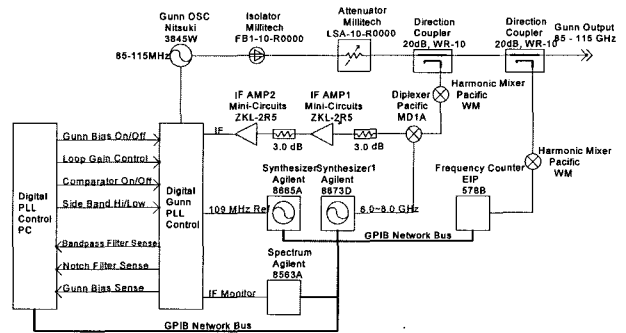 Gunn OSC
Nitsuki
3845W
85-115MHz
Isolator
Millitech
FB1-10-R0000
Attenuator
Millitech
LSA-10-R0000
Direction
Coupler
20dB, WR-10
Direction
Coupler
20dB, WR-10
Gunn Output
85 - 115 GHz
Harmonic Mixer
Pacific
WM
Diplexer
Pacific
MD1A
IF AMP2
Mini-Circuits
ZKL-2R5
IF AMP1
Mini-Circuits
ZKL-2R5
IF
3.0 dB
3.0 dB
Harmonic Mixer
Pacific
WM
Digital
PLL
Control
PC
Gunn Bias On/Off
Loop Gain Control
Comparator On/Off
Side Band Hi/Low
Bandpass Filter Sense
Notch Filter Sense
Gunn Bias Sense
Digital
Gunn
PLL
Control
109 MHz Ref
Synthesizer
Agilent
8665A
Synthesizer1
Agilent
8673D
6.0~8.0 GHz
Frequency Counter
EIP
578B
GPIB Network Bus
IF Monitor
Spectrum
Agilent
8563A
GPIB Network Bus